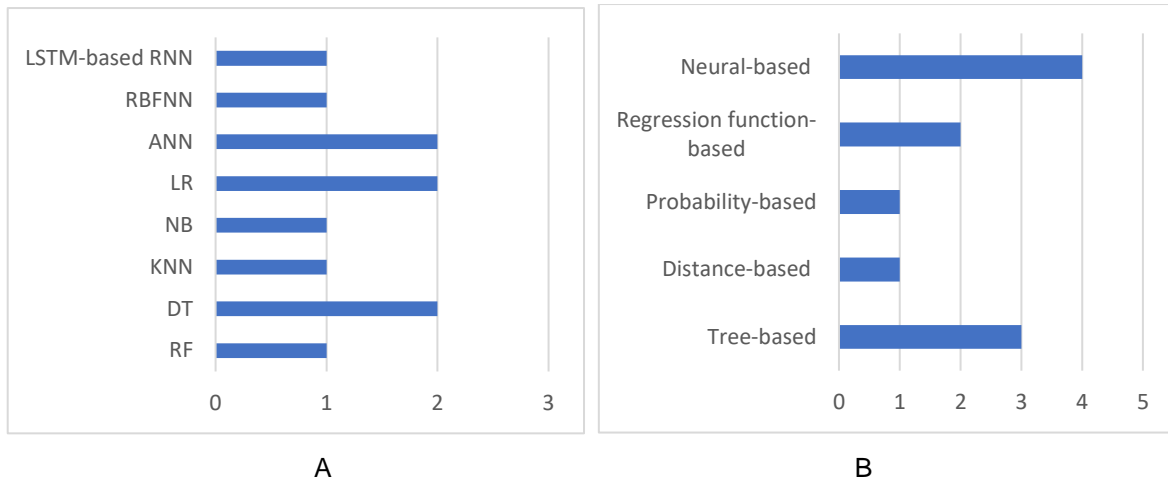 LSTM-based RNN
RBFNN
ANN
LR
NB
KNN
DT
RF
0 1 2 3
A
Neural-based
Regression function-
based
Probability-based
Distance-based
Tree-based
0 1 2 3 4 5
B